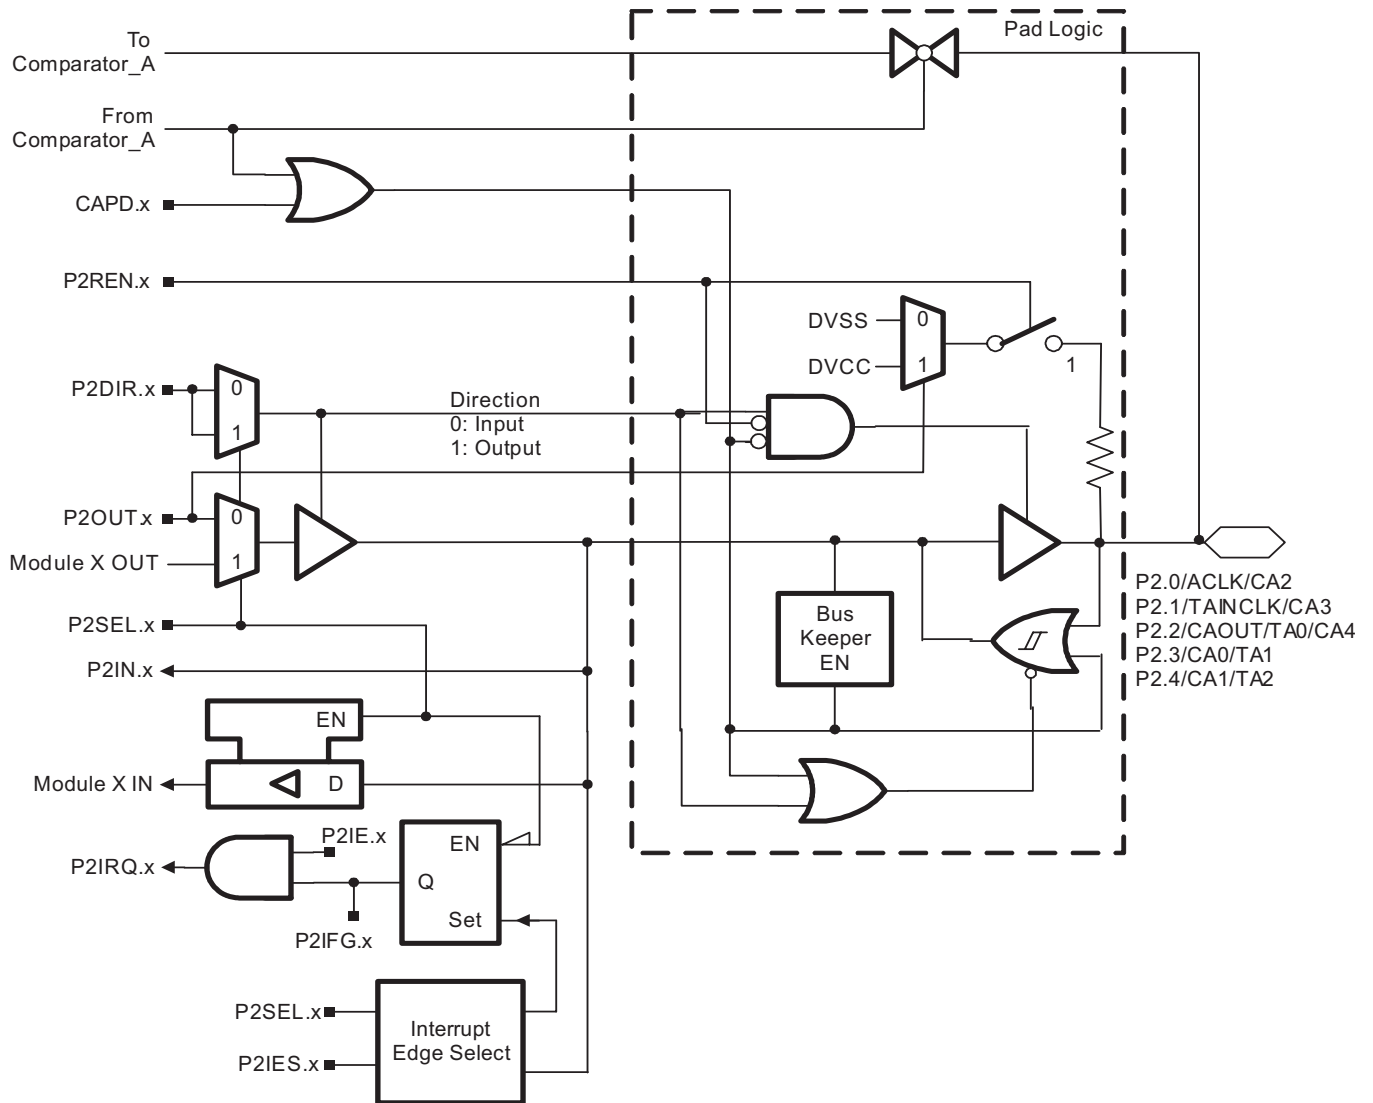 Pad Logic
To
Comparator_A
From
Comparator_A
CAPD.x
P2REN.x
DVSS
0
DVCC
1
1
P2DIR.x
0
1
Direction
0: Input
1: Output
P2OUT.x
0
Module X OUT
1
P2SEL.x
P2IN.x
Bus
Keeper
EN
P2.0/ACLK/CA2
P2.1/TAINCLK/CA3
P2.2/CAOUT/TA0/CA4
P2.3/CA0/TA1
P2.4/CA1/TA2
EN
Module X IN
D
P2IE.x
EN
P2IRQ.x
Q
Set
P2IFG.x
P2SEL.x
Interrupt
Edge Select
P2IES.x